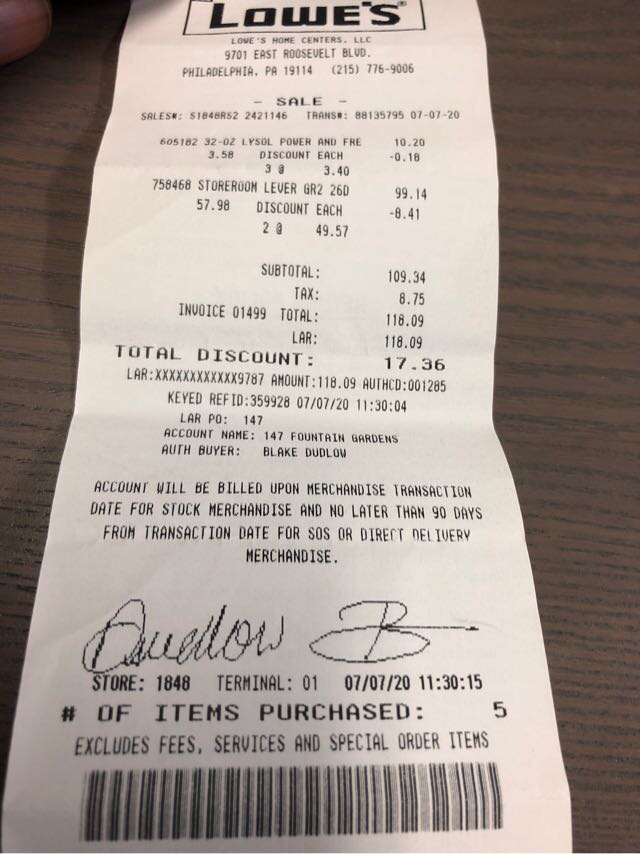 LOWE'S®
LOWE'S HOME CENTERS, LLC
9701 EAST ROOSEVELT BLVD.
PHILADELPHIA, PA 19114 (215) 776-9006
- SALE -
SALES#: S1848RS2 2421146 TRANS#: 88135795 07-07-20
605182 32-OZ LYSOL POWER AND FRE 10.20
3.58 DISCOUNT EACH -0.18
3 @ 3.40
758468 STOREROOM LEVER GR2 26D 99.14
57.98 DISCOUNT EACH -8.41
2 @ 49.57
SUBTOTAL: 109.34
TAX: 8.75
INVOICE 01499 TOTAL: 118.09
LAR: 118.09
TOTAL DISCOUNT: 17.36
LAR:XXXXXXXXXXXX9787 AMOUNT:118.09 AUTHCD:001285
KEYED REFID:359928 07/07/20 11:30:04
LAR PO: 147
ACCOUNT NAME: 147 FOUNTAIN GARDENS
AUTH BUYER: BLAKE DUDLOW
ACCOUNT WILL BE BILLED UPON MERCHANDISE TRANSACTION
DATE FOR STOCK MERCHANDISE AND NO LATER THAN 90 DAYS
FROM TRANSACTION DATE FOR SOS OR DIRECT DELIVERY
MERCHANDISE.
Dudlow B
STORE: 1848 TERMINAL: 01 07/07/20 11:30:15
# OF ITEMS PURCHASED: 5
EXCLUDES FEES, SERVICES AND SPECIAL ORDER ITEMS